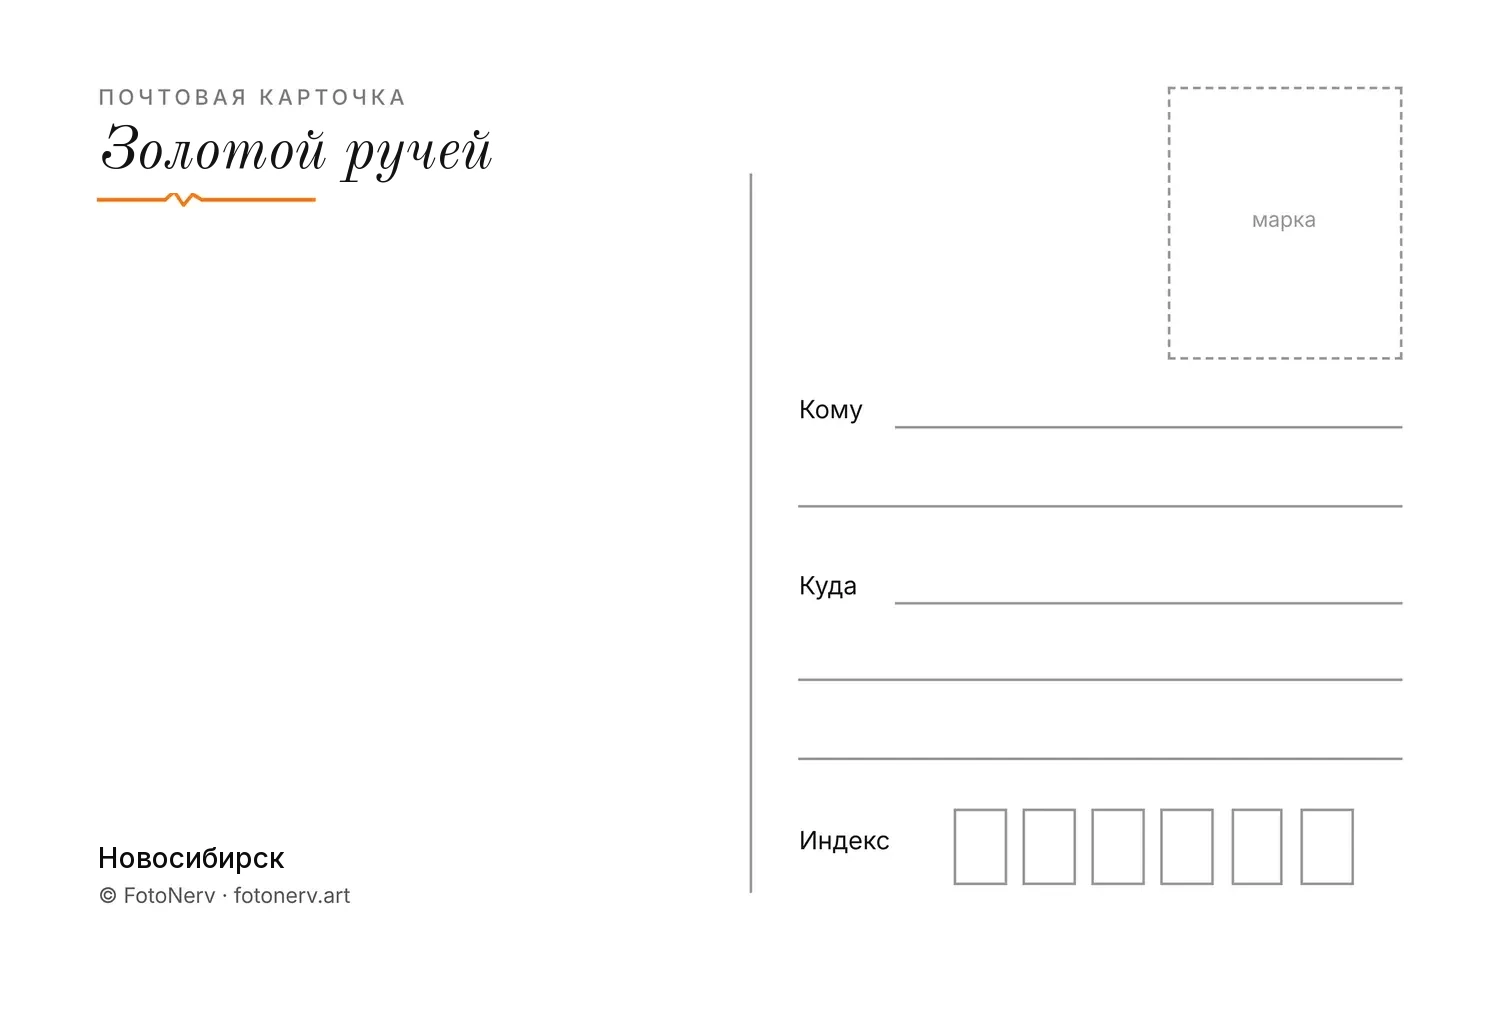 ПОЧТОВАЯ КАРТОЧКА
Золотой ручей
марка
Кому
Куда
Индекс
Новосибирск
© FotoNerv · fotonerv.art